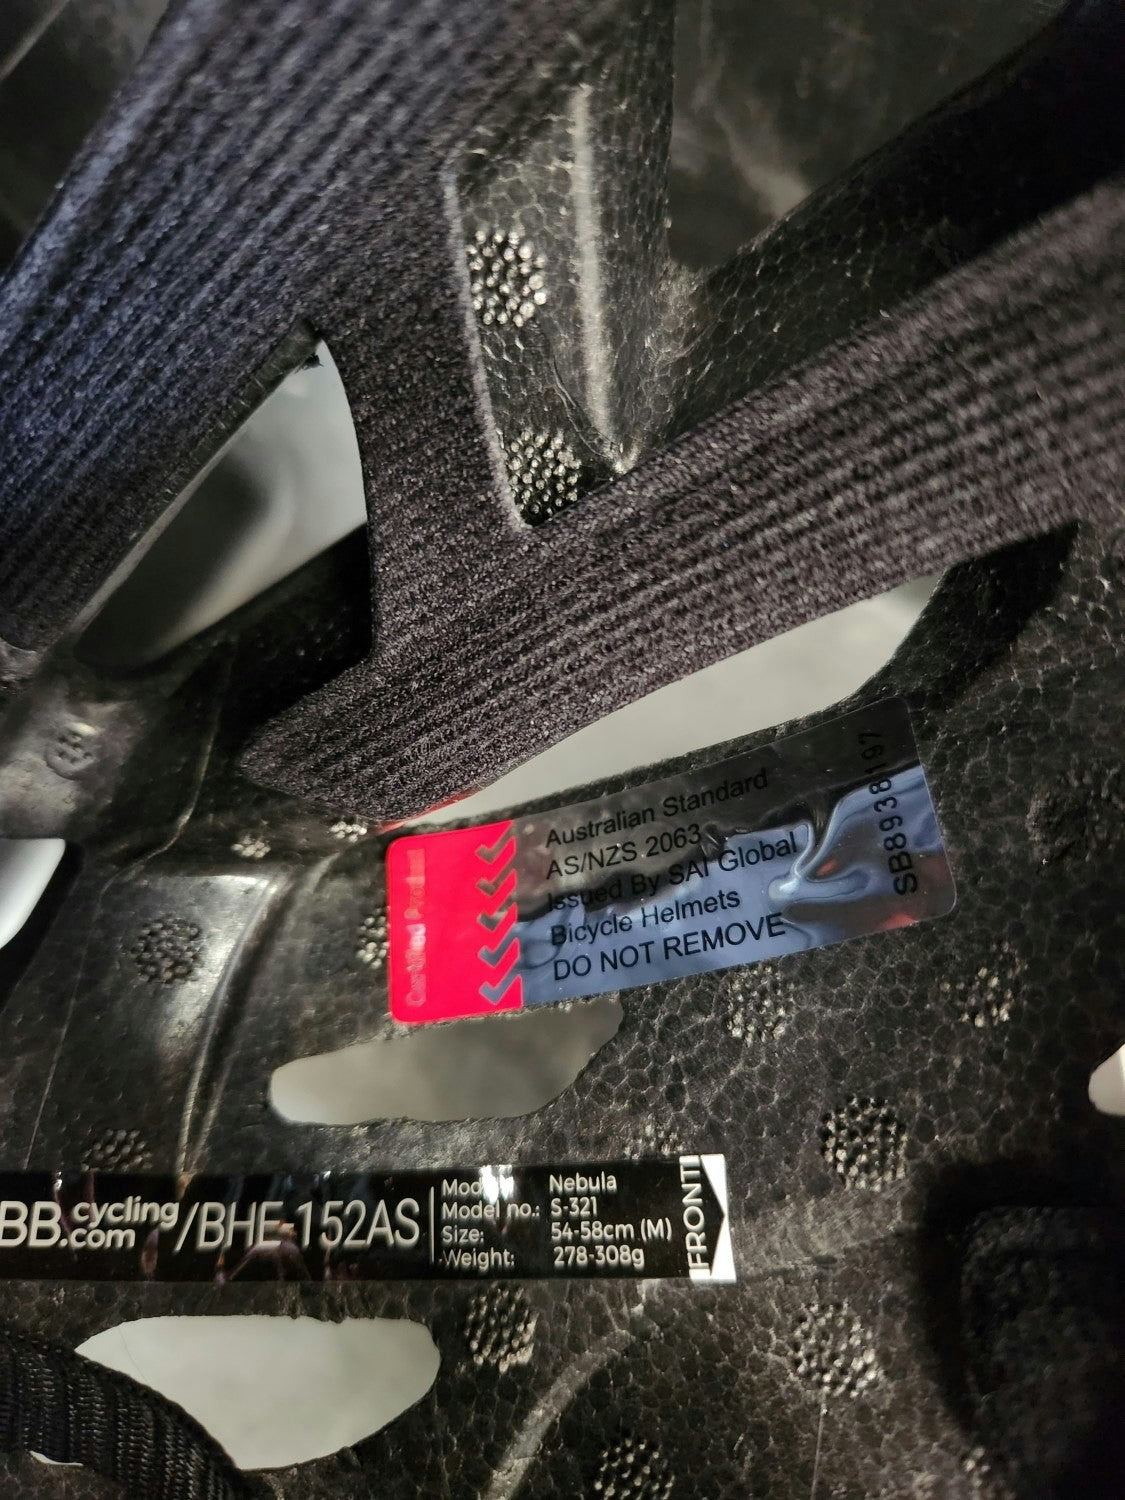 Certified Product
Australian Standard
AS/NZS 2063
Issued By SAI Global
Bicycle Helmets
DO NOT REMOVE
BB cycling
.com
/BHE 152AS
Nebula
Model no.: S-321
Size: 54-58cm (M)
Weight: 278-308g
FRONT